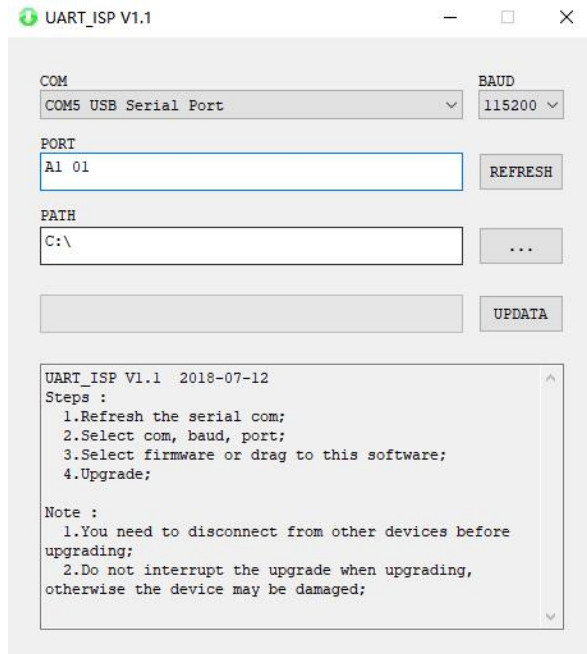 UART_ISP V1.1
COM
BAUD
COM5 USB Serial Port
115200
PORT
A1 01
REFRESH
PATH
C:\
...
UPDATA
UART_ISP V1.1  2018-07-12
Steps :
  1.Refresh the serial com;
  2.Select com, baud, port;
  3.Select firmware or drag to this software;
  4.Upgrade;
Note :
  1.You need to disconnect from other devices before
upgrading;
  2.Do not interrupt the upgrade when upgrading,
otherwise the device may be damaged;